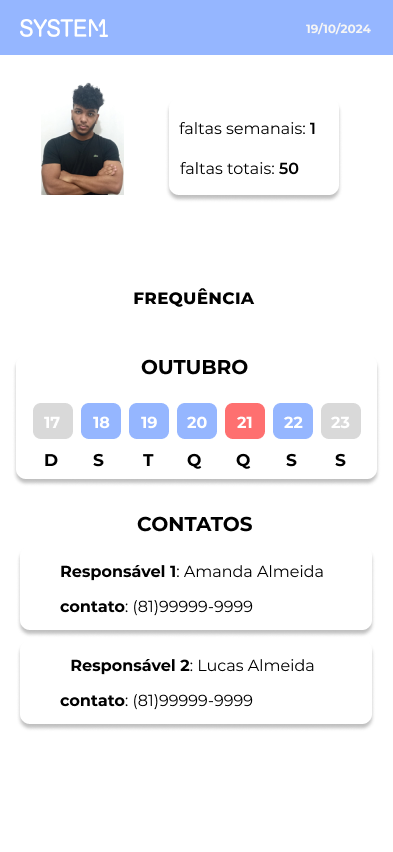 SYSTEM 19/10/2024
faltas semanais: 1
faltas totais: 50
FREQUÊNCIA
OUTUBRO
17 18 19 20 21 22 23
D S T Q Q S S
CONTATOS
Responsável 1: Amanda Almeida
contato: (81)99999-9999
Responsável 2: Lucas Almeida
contato: (81)99999-9999